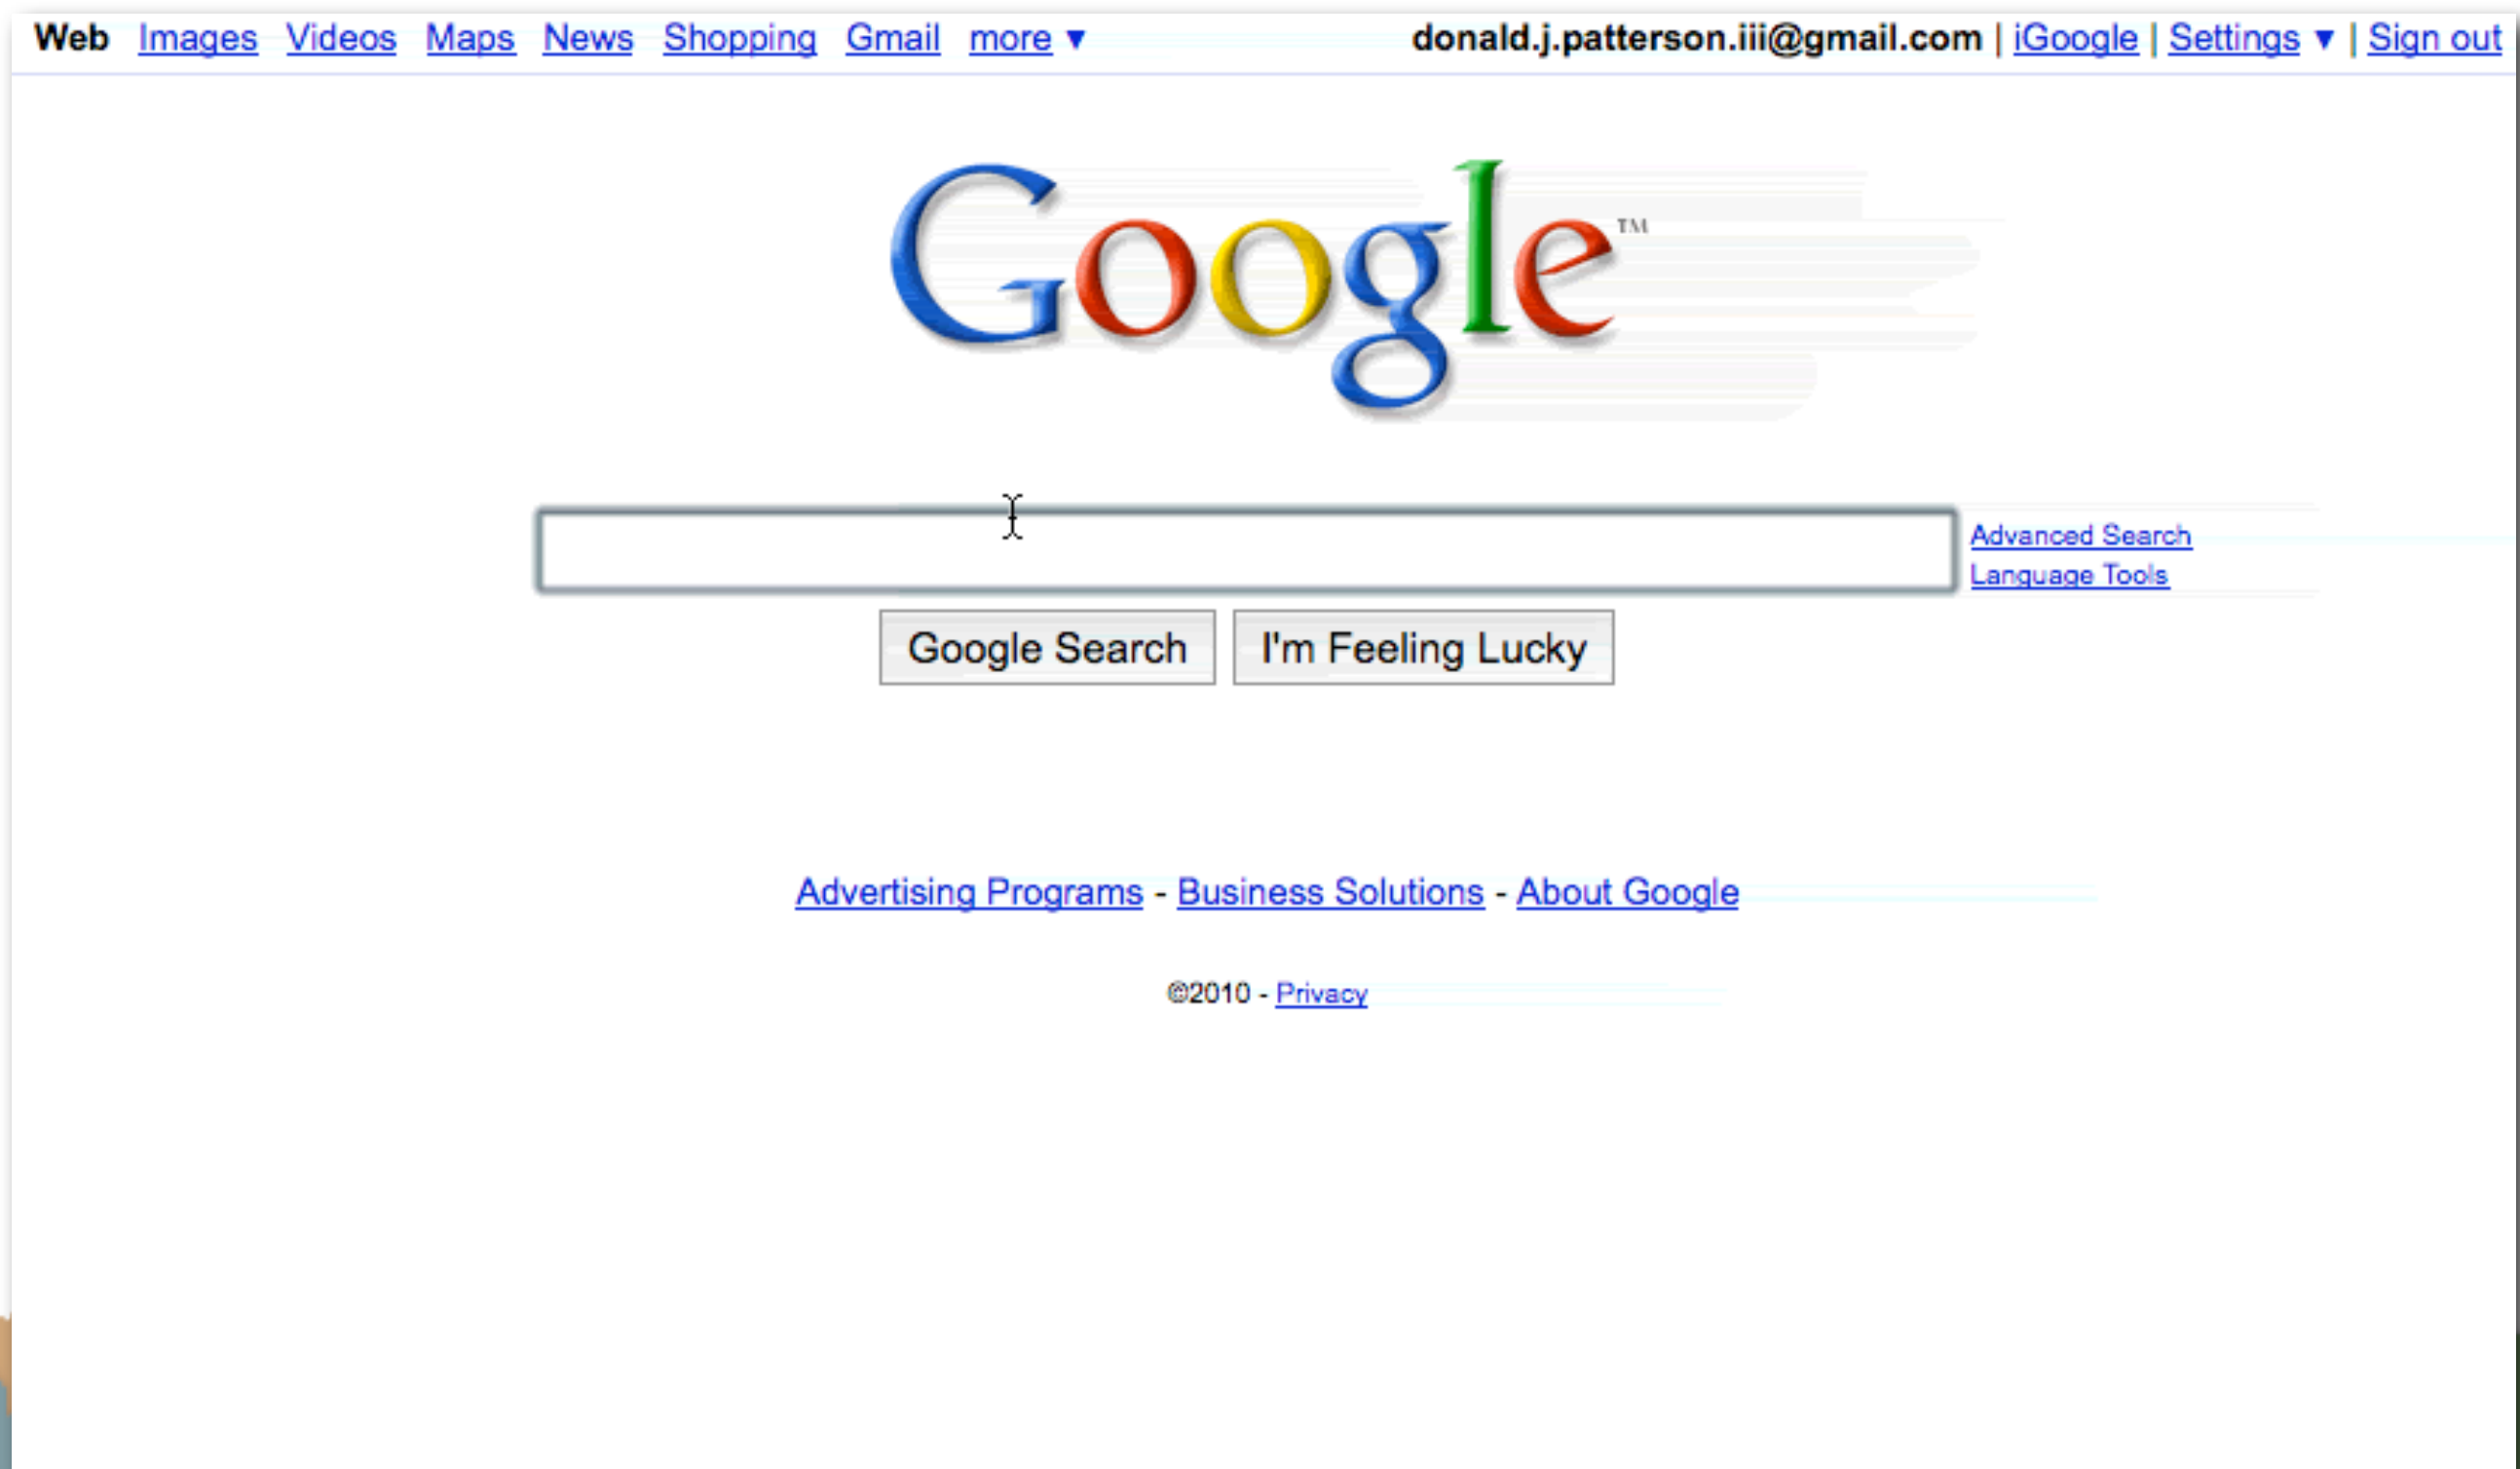 Web Images Videos Maps News Shopping Gmail more ▼ donald.j.patterson.iii@gmail.com | iGoogle | Settings ▼ | Sign out
Google™
Advanced Search
Language Tools
Google Search I'm Feeling Lucky
Advertising Programs - Business Solutions - About Google
©2010 - Privacy